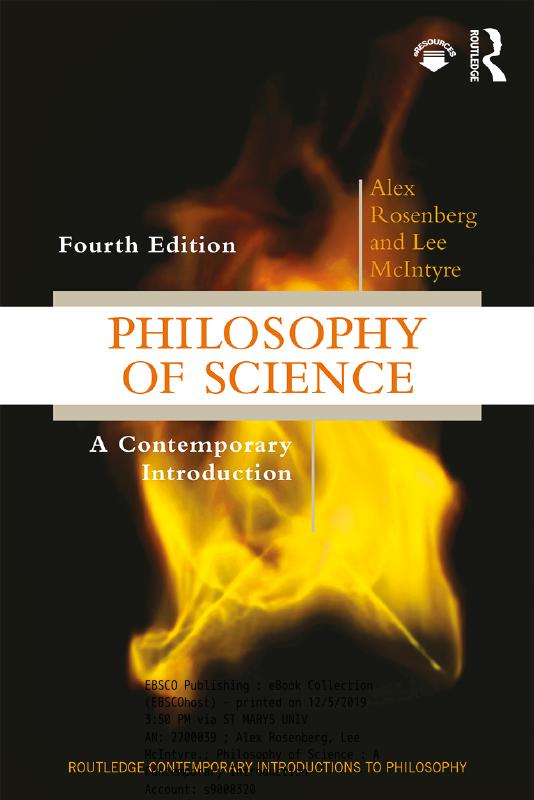 eRESOURCES
ROUTLEDGE
Alex
Rosenberg
and Lee
McIntyre
Fourth Edition
PHILOSOPHY
OF SCIENCE
A Contemporary
Introduction
EBSCO Publishing : eBook Collection
(EBSCOhost) - printed on 12/5/2019
3:50 PM via ST MARYS UNIV
AN: 2200039 ; Alex Rosenberg, Lee
McIntyre.; Philosophy of Science : A
Contemporary Introduction
ROUTLEDGE CONTEMPORARY INTRODUCTIONS TO PHILOSOPHY
Account: s9008320